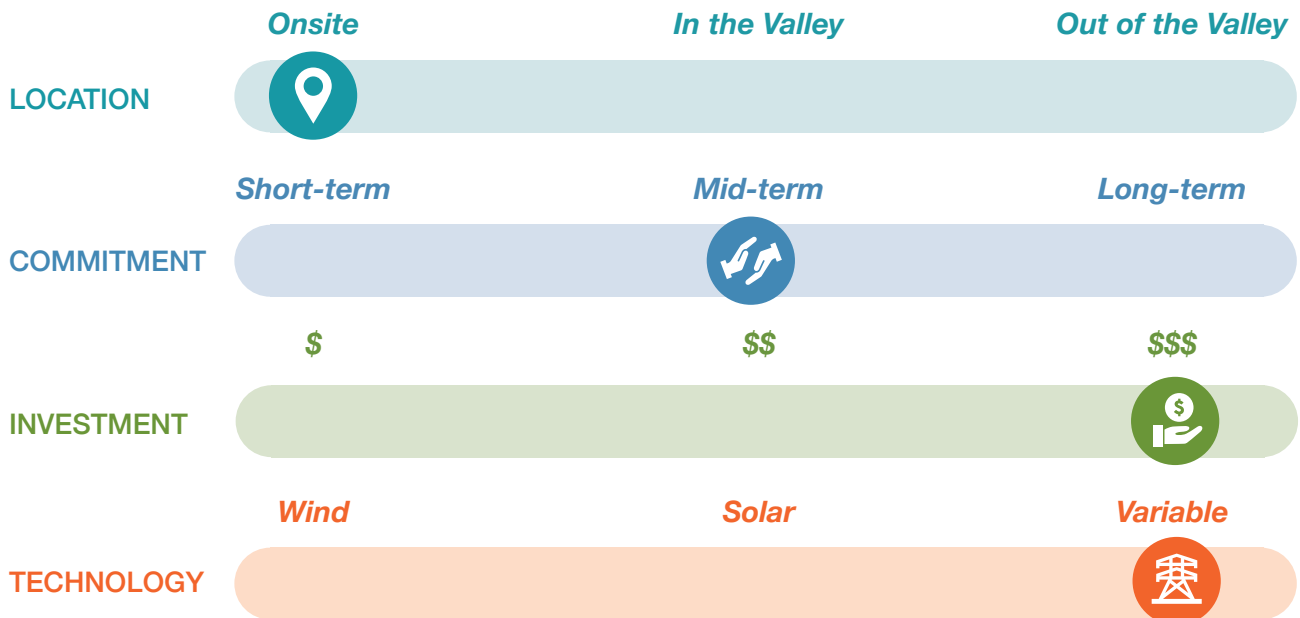 Onsite In the Valley Out of the Valley
LOCATION
Short-term Mid-term Long-term
COMMITMENT
$ $$ $$$
$
INVESTMENT
Wind Solar Variable
TECHNOLOGY